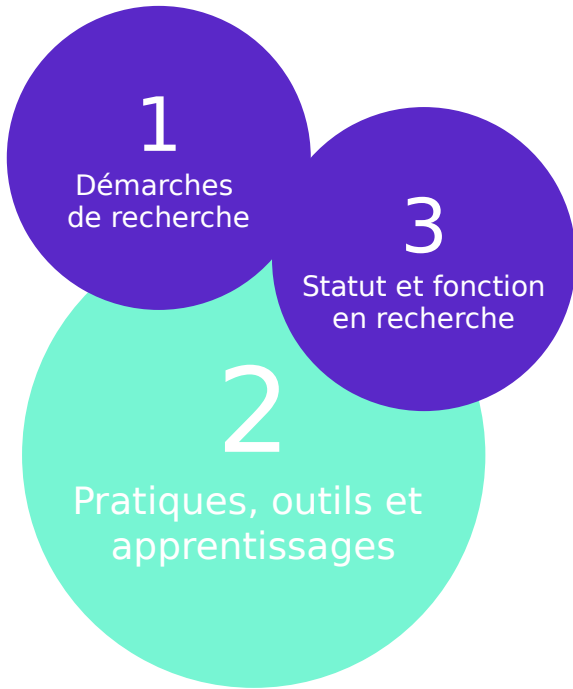 1
Démarches
de recherche
3
Statut et fonction
en recherche
2
Pratiques, outils et
apprentissages